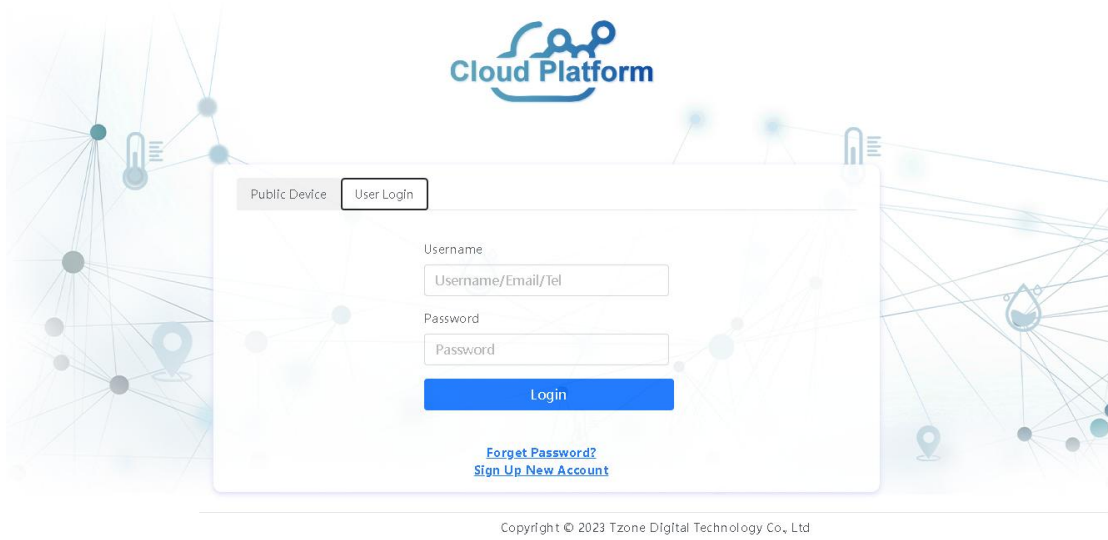 Cloud Platform
Public Device User Login
Username
Username/Email/Tel
Password
Password
Login
Forget Password?
Sign Up New Account
Copyright © 2023 Tzone Digital Technology Co., Ltd